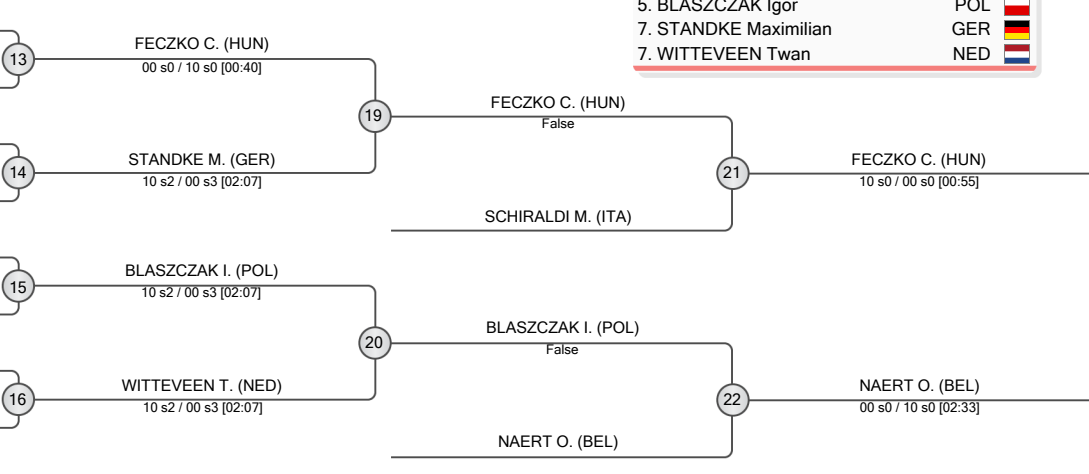 5. BLASZCZAK Igor POL
7. STANDKE Maximilian GER
7. WITTEVEEN Twan NED
13
FECZKO C. (HUN)
00 s0 / 10 s0 [00:40]
19
FECZKO C. (HUN)
False
14
STANDKE M. (GER)
10 s2 / 00 s3 [02:07]
21
FECZKO C. (HUN)
10 s0 / 00 s0 [00:55]
SCHIRALDI M. (ITA)
15
BLASZCZAK I. (POL)
10 s2 / 00 s3 [02:07]
20
BLASZCZAK I. (POL)
False
16
WITTEVEEN T. (NED)
10 s2 / 00 s3 [02:07]
22
NAERT O. (BEL)
00 s0 / 10 s0 [02:33]
NAERT O. (BEL)